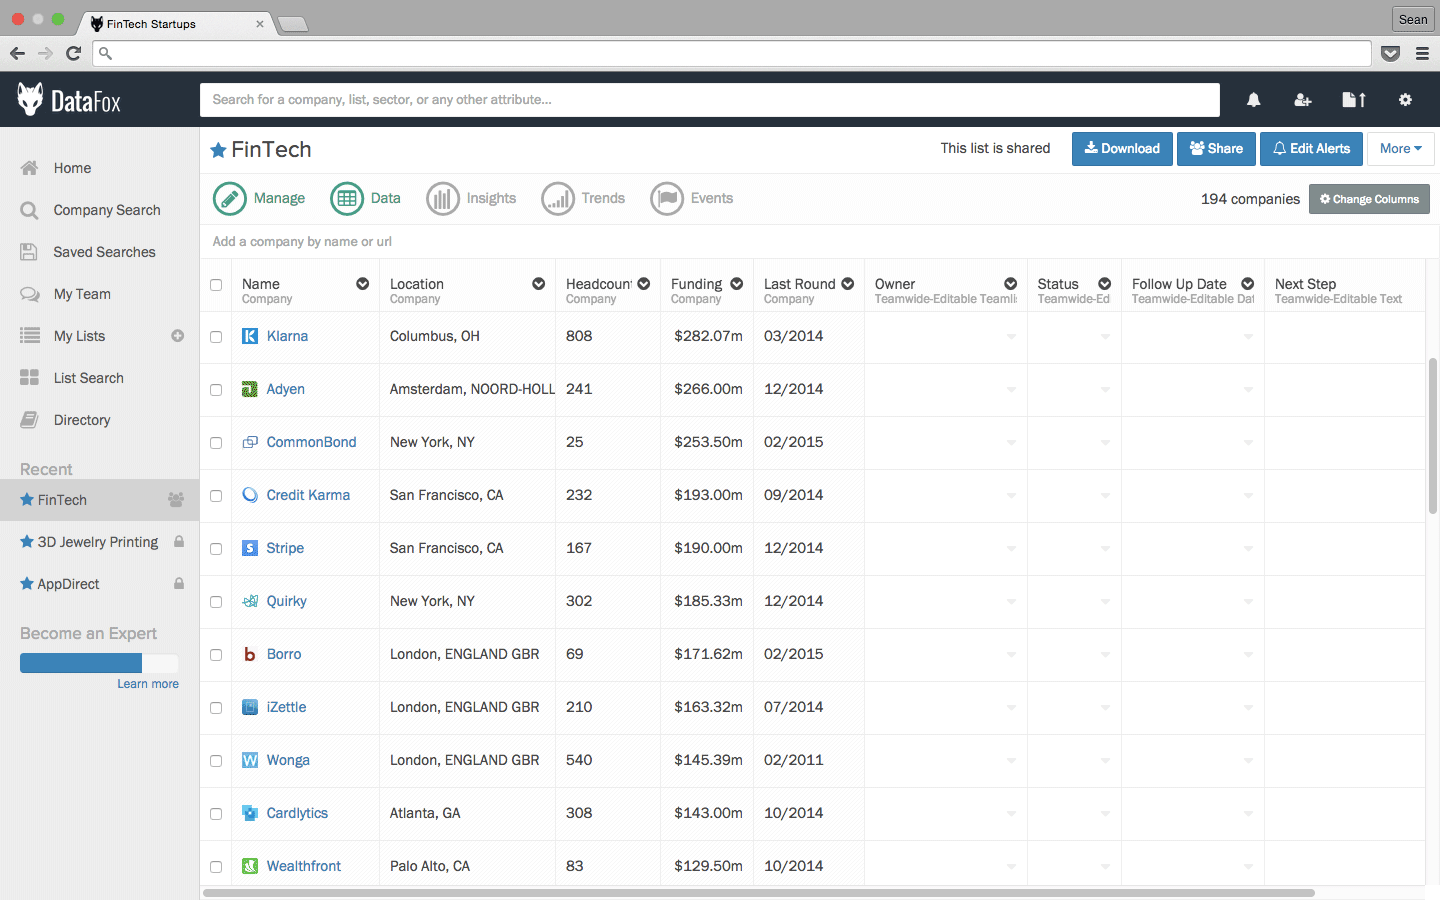 FinTech Startups
Sean
DataFox
Search for a company, list, sector, or any other attribute...
Home
Company Search
Saved Searches
My Team
My Lists
List Search
Directory
Recent
FinTech
3D Jewelry Printing
AppDirect
Become an Expert
Learn more
FinTech
This list is shared
Download
Share
Edit Alerts
More
Manage
Data
Insights
Trends
Events
194 companies
Change Columns
Add a company by name or url
Name Location Headcount Funding Last Round Owner Status Follow Up Date Next Step
Company Company Company Company Company Teamwide-Editable Teamli Teamwide-Ed Teamwide-Editable Dat Teamwide-Editable Text
Klarna Columbus, OH 808 $282.07m 03/2014
Adyen Amsterdam, NOORD-HOLL 241 $266.00m 12/2014
CommonBond New York, NY 25 $253.50m 02/2015
Credit Karma San Francisco, CA 232 $193.00m 09/2014
Stripe San Francisco, CA 167 $190.00m 12/2014
Quirky New York, NY 302 $185.33m 12/2014
Borro London, ENGLAND GBR 69 $171.62m 02/2015
iZettle London, ENGLAND GBR 210 $163.32m 07/2014
Wonga London, ENGLAND GBR 540 $145.39m 02/2011
Cardlytics Atlanta, GA 308 $143.00m 10/2014
Wealthfront Palo Alto, CA 83 $129.50m 10/2014